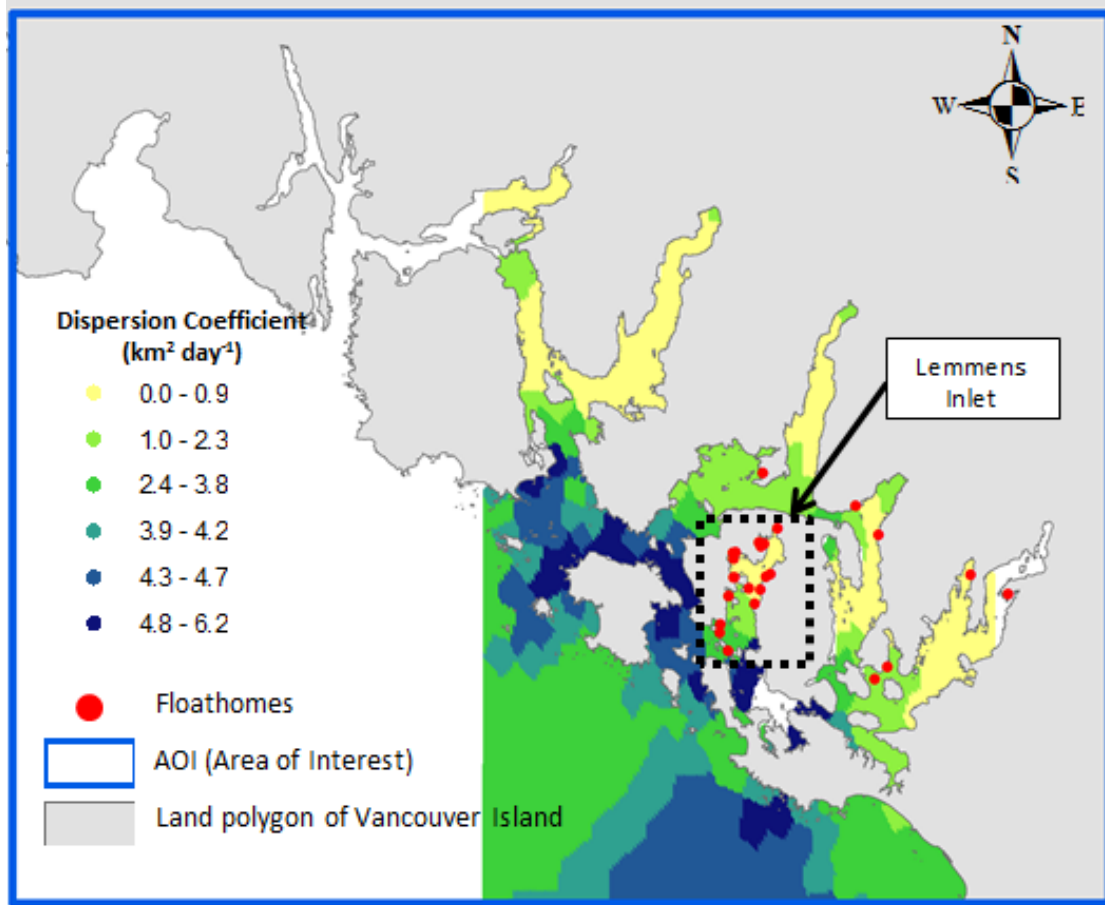 N
W E
S
Lemmens
Inlet
Dispersion Coefficient
(km² day⁻¹)
0.0 - 0.9
1.0 - 2.3
2.4 - 3.8
3.9 - 4.2
4.3 - 4.7
4.8 - 6.2
Floathomes
AOI (Area of Interest)
Land polygon of Vancouver Island